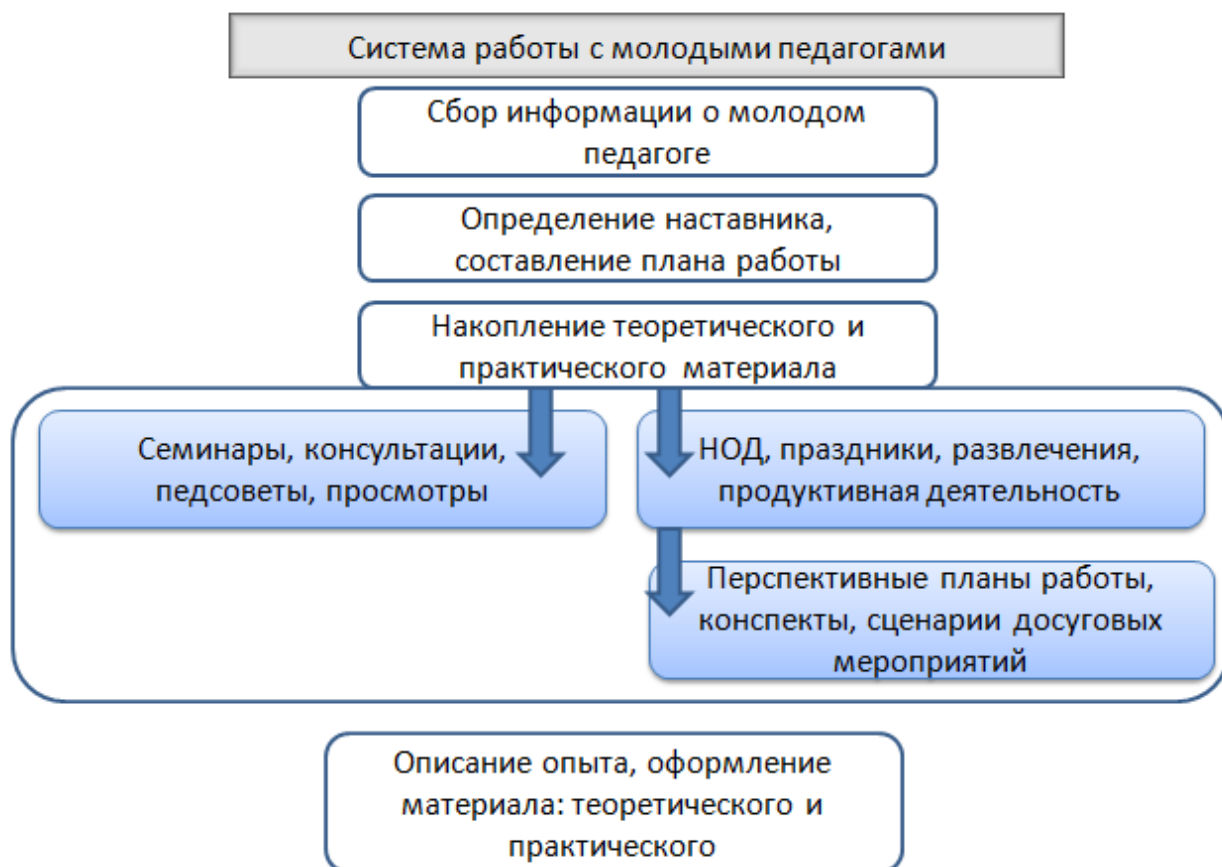 Система работы с молодыми педагогами
Сбор информации о молодом
педагоге
Определение наставника,
составление плана работы
Накопление теоретического и
практического материала
Семинары, консультации,
педсоветы, просмотры
НОД, праздники, развлечения,
продуктивная деятельность
Перспективные планы работы,
конспекты, сценарии досуговых
мероприятий
Описание опыта, оформление
материала: теоретического и
практического